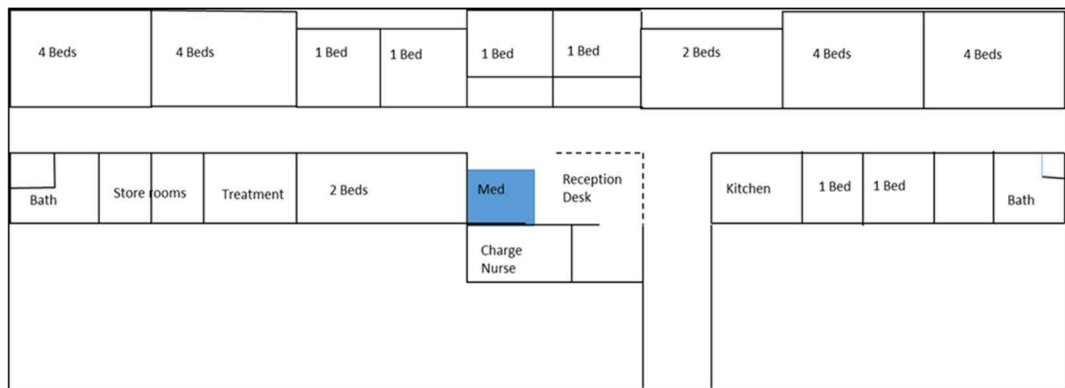 4 Beds
4 Beds
1 Bed
1 Bed
1 Bed
1 Bed
2 Beds
4 Beds
4 Beds
Bath
Store rooms
Treatment
2 Beds
Med
Reception
Desk
Kitchen
1 Bed
1 Bed
Bath
Charge
Nurse